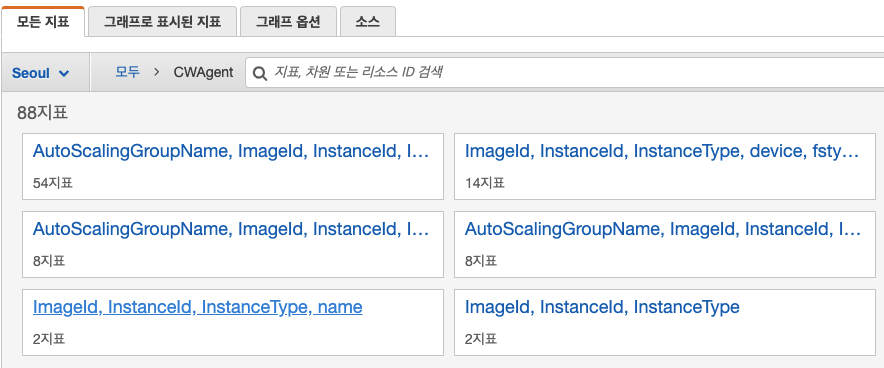 모든 지표
그래프로 표시된 지표
그래프 옵션
소스
Seoul
모두 > CWAgent
지표, 차원 또는 리소스 ID 검색
88지표
AutoScalingGroupName, ImageId, InstanceId, I...
54지표
ImageId, InstanceId, InstanceType, device, fsty...
14지표
AutoScalingGroupName, ImageId, InstanceId, I...
8지표
AutoScalingGroupName, ImageId, InstanceId, I...
8지표
ImageId, InstanceId, InstanceType, name
2지표
ImageId, InstanceId, InstanceType
2지표